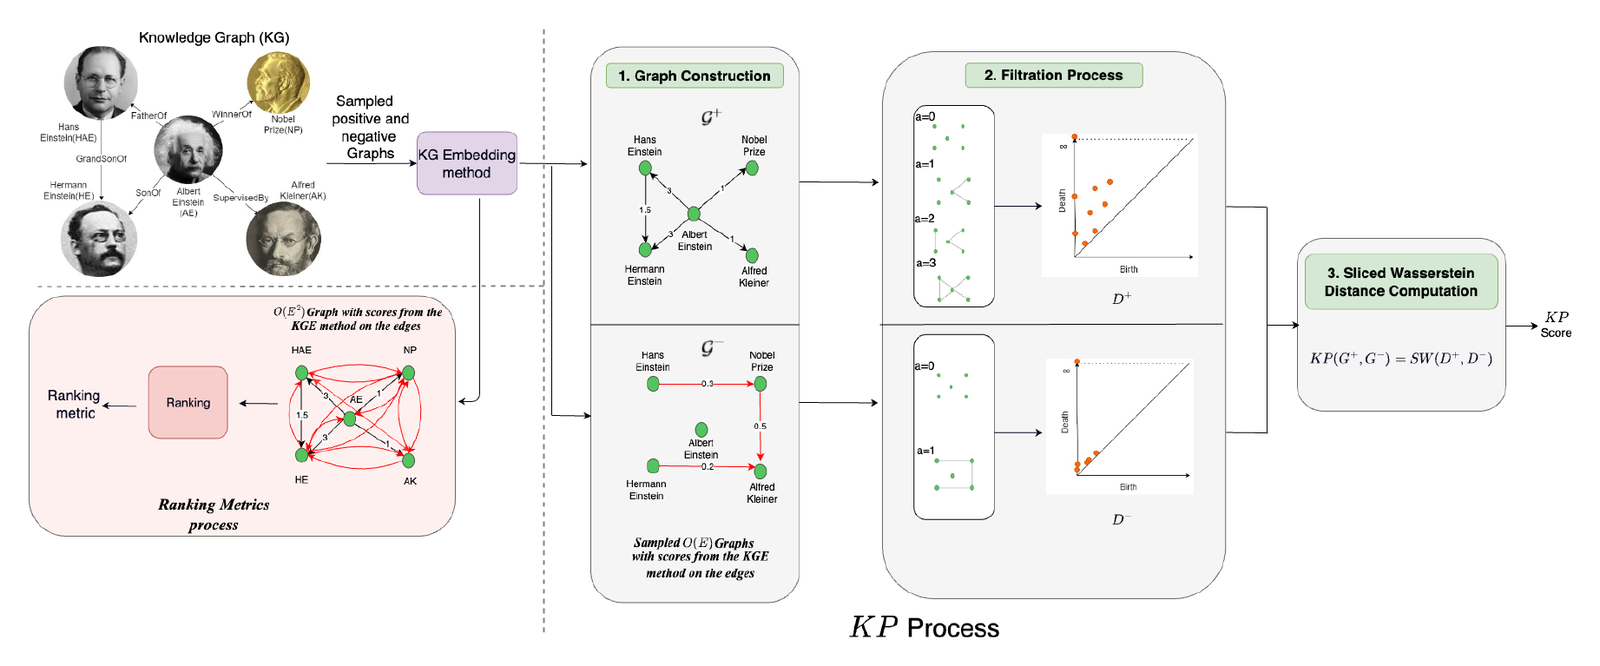 Knowledge Graph (KG)
Hans
Einstein(HAE)
FatherOf
WinnerOf
Nobel
Prize(NP)
GrandSonOf
Hermann
Einstein(HE)
SonOf
Albert
Einstein
(AE)
SupervisedBy
Alfred
Kleiner(AK)
Sampled
positive and
negative
Graphs
KG Embedding
method
O(E²) Graph with scores from the
KGE method on the edges
HAE
NP
AE
3
1
1.5
3
1
HE
AK
Ranking
Ranking
metric
Ranking Metrics
process
1. Graph Construction
G⁺
Hans
Einstein
Nobel
Prize
3
1
1.5
3
1
Albert
Einstein
Hermann
Einstein
Alfred
Kleiner
G⁻
Hans
Einstein
Nobel
Prize
0.3
0.5
Albert
Einstein
0.2
Hermann
Einstein
Alfred
Kleiner
Sampled O(E) Graphs
with scores from the KGE
method on the edges
2. Filtration Process
a=0
a=1
a=2
a=3
∞
Death
Birth
D⁺
a=0
a=1
∞
Death
Birth
D⁻
3. Sliced Wasserstein
Distance Computation
KP(G⁺, G⁻) = SW(D⁺, D⁻)
KP
Score
KP Process